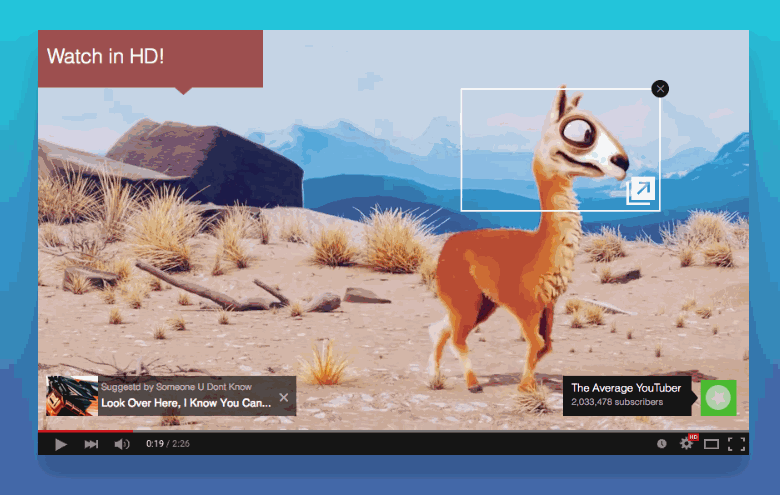 Watch in HD!
Suggestd by Someone U Dont Know
Look Over Here, I Know You Can...
The Average YouTuber
2,033,478 subscribers
0:19 / 2:26
HD